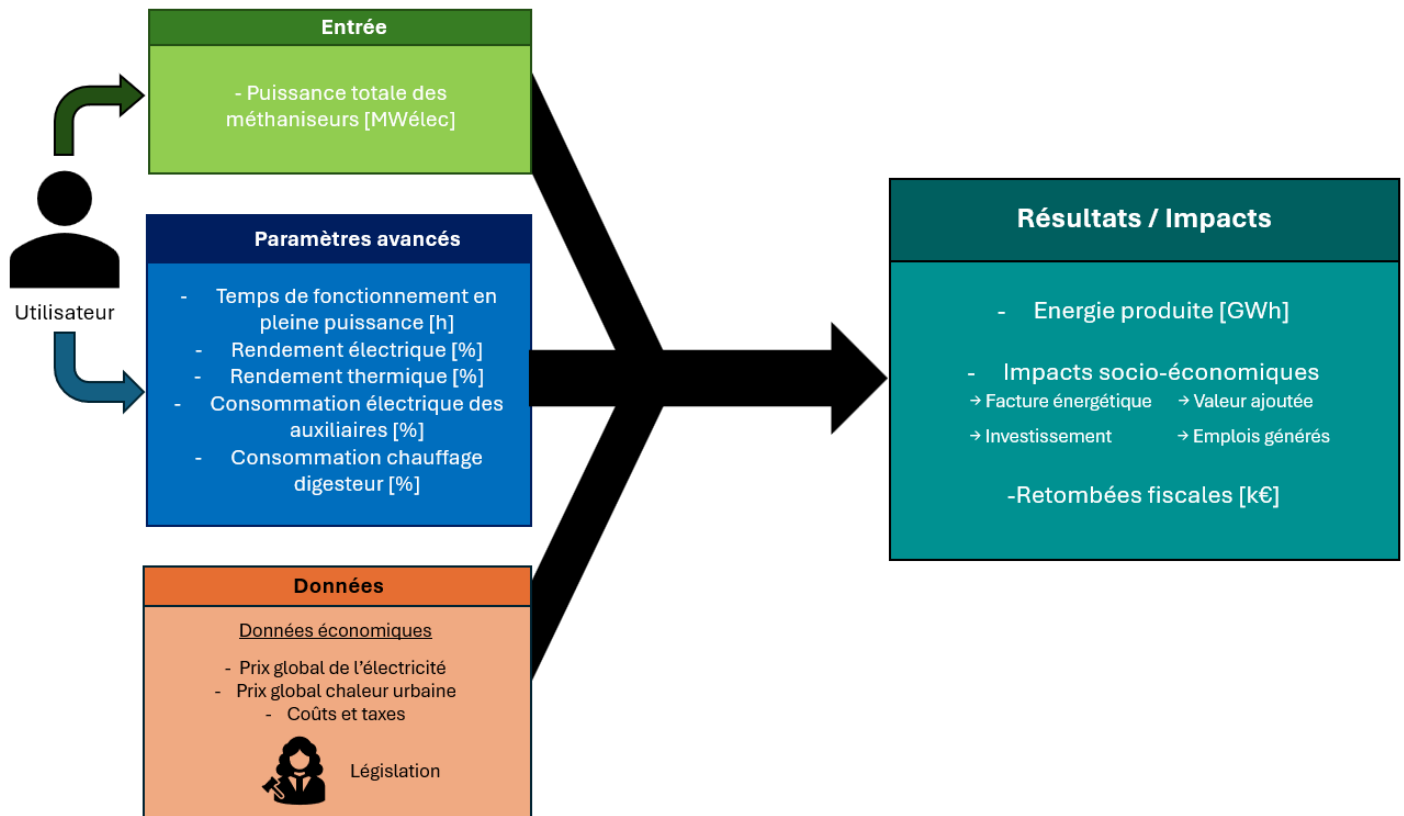 Entrée
- Puissance totale des
méthaniseurs [MWélec]
Utilisateur
Paramètres avancés
- Temps de fonctionnement en
pleine puissance [h]
- Rendement électrique [%]
- Rendement thermique [%]
- Consommation électrique des
auxiliaires [%]
- Consommation chauffage
digesteur [%]
Données
Données économiques
- Prix global de l’électricité
- Prix global chaleur urbaine
- Coûts et taxes
Législation
Résultats / Impacts
- Energie produite [GWh]
- Impacts socio-économiques
→ Facture énergétique → Valeur ajoutée
→ Investissement → Emplois générés
-Retombées fiscales [k€]